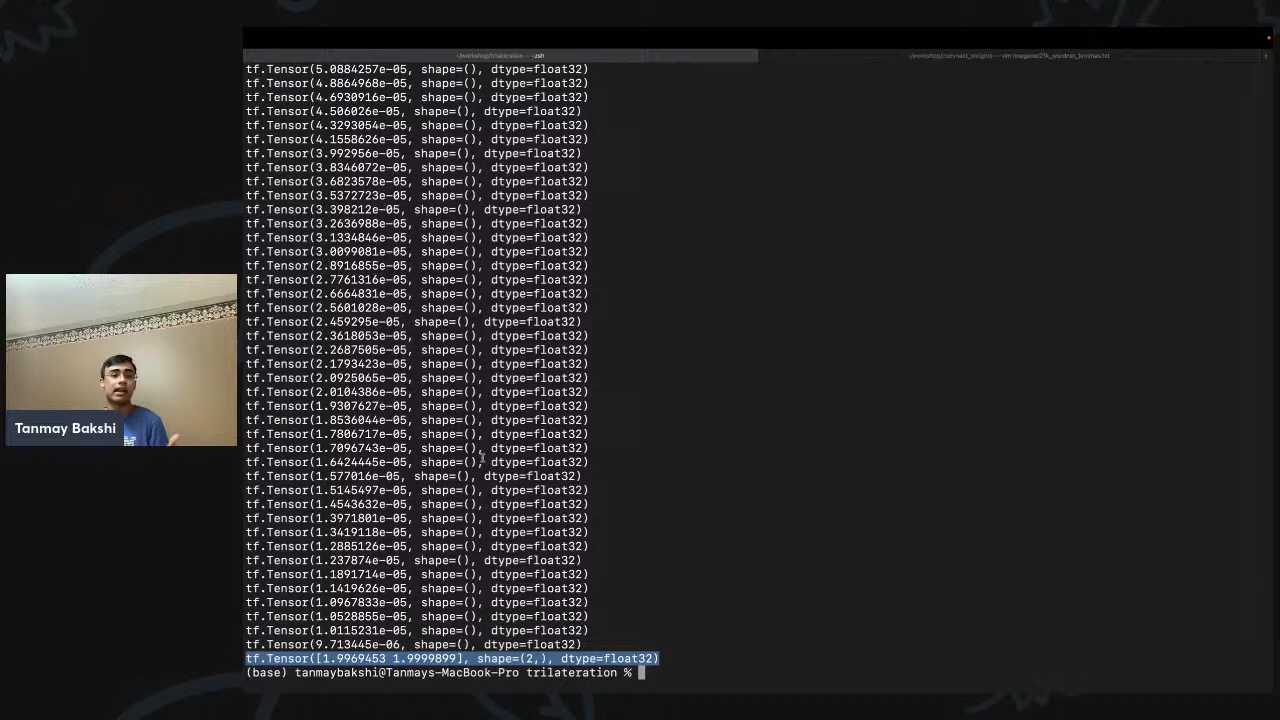 ~/workshop/trilateration — -zsh
~/workshop/comment_insights — vim imagenet21k_wordnet_lemmas.txt
tf.Tensor(5.0884257e-05, shape=(), dtype=float32)
tf.Tensor(4.8864968e-05, shape=(), dtype=float32)
tf.Tensor(4.6930916e-05, shape=(), dtype=float32)
tf.Tensor(4.506026e-05, shape=(), dtype=float32)
tf.Tensor(4.3293054e-05, shape=(), dtype=float32)
tf.Tensor(4.1558626e-05, shape=(), dtype=float32)
tf.Tensor(3.992956e-05, shape=(), dtype=float32)
tf.Tensor(3.8346072e-05, shape=(), dtype=float32)
tf.Tensor(3.6823578e-05, shape=(), dtype=float32)
tf.Tensor(3.5372723e-05, shape=(), dtype=float32)
tf.Tensor(3.398212e-05, shape=(), dtype=float32)
tf.Tensor(3.2636988e-05, shape=(), dtype=float32)
tf.Tensor(3.1334846e-05, shape=(), dtype=float32)
tf.Tensor(3.0099081e-05, shape=(), dtype=float32)
tf.Tensor(2.8916855e-05, shape=(), dtype=float32)
tf.Tensor(2.7761316e-05, shape=(), dtype=float32)
tf.Tensor(2.6664831e-05, shape=(), dtype=float32)
tf.Tensor(2.5601028e-05, shape=(), dtype=float32)
tf.Tensor(2.459295e-05, shape=(), dtype=float32)
tf.Tensor(2.3618053e-05, shape=(), dtype=float32)
tf.Tensor(2.2687505e-05, shape=(), dtype=float32)
tf.Tensor(2.1793423e-05, shape=(), dtype=float32)
tf.Tensor(2.0925065e-05, shape=(), dtype=float32)
tf.Tensor(2.0104386e-05, shape=(), dtype=float32)
tf.Tensor(1.9307627e-05, shape=(), dtype=float32)
tf.Tensor(1.8536044e-05, shape=(), dtype=float32)
tf.Tensor(1.7806717e-05, shape=(), dtype=float32)
tf.Tensor(1.7096743e-05, shape=(), dtype=float32)
tf.Tensor(1.6424445e-05, shape=(), dtype=float32)
tf.Tensor(1.577016e-05, shape=(), dtype=float32)
tf.Tensor(1.5145497e-05, shape=(), dtype=float32)
tf.Tensor(1.4543632e-05, shape=(), dtype=float32)
tf.Tensor(1.3971801e-05, shape=(), dtype=float32)
tf.Tensor(1.3419118e-05, shape=(), dtype=float32)
tf.Tensor(1.2885126e-05, shape=(), dtype=float32)
tf.Tensor(1.237874e-05, shape=(), dtype=float32)
tf.Tensor(1.1891714e-05, shape=(), dtype=float32)
tf.Tensor(1.1419626e-05, shape=(), dtype=float32)
tf.Tensor(1.0967833e-05, shape=(), dtype=float32)
tf.Tensor(1.0528855e-05, shape=(), dtype=float32)
tf.Tensor(1.0115231e-05, shape=(), dtype=float32)
tf.Tensor(9.713445e-06, shape=(), dtype=float32)
tf.Tensor([1.9969453 1.9999899], shape=(2,), dtype=float32)
(base) tanmaybakshi@Tanmays-MacBook-Pro trilateration %
Tanmay Bakshi